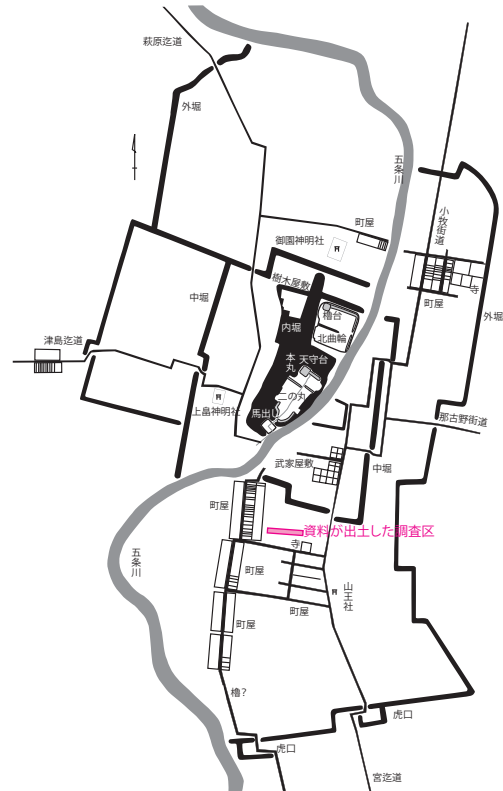 萩原迄道
外堀
五条川
小牧街道
町屋
御園神明社
樹木屋敷
寺
町屋
中堀
櫓台
外堀
内堀
北曲輪
津島迄道
本丸
天守台
二の丸
上畠神明社
馬出し
那古野街道
武家屋敷
中堀
町屋
資料が出土した調査区
寺
五条川
町屋
山王社
町屋
町屋
櫓?
虎口
虎口
宮迄道